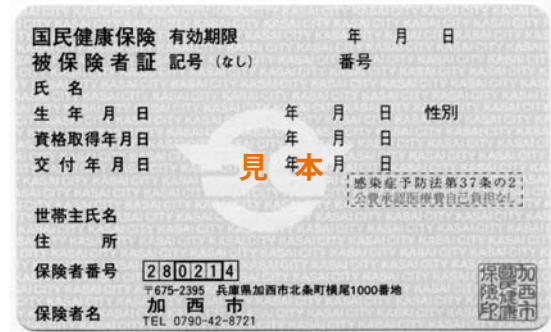 国民健康保険 有効期限 年 月 日
被保険者証 記号 (なし) 番号
氏 名
生 年 月 日 年 月 日 性別
資格取得年月日 年 月 日
交 付 年 月 日 年 月 日
見 本
感染症予防法第37条の2
公費承認医療費自己負担なし
世帯主氏名
住 所
保険者番号 280214
〒675-2395 兵庫県加西市北条町横尾1000番地
保険者名 加 西 市
TEL 0790-42-8721
加西市
国民健康
保険印